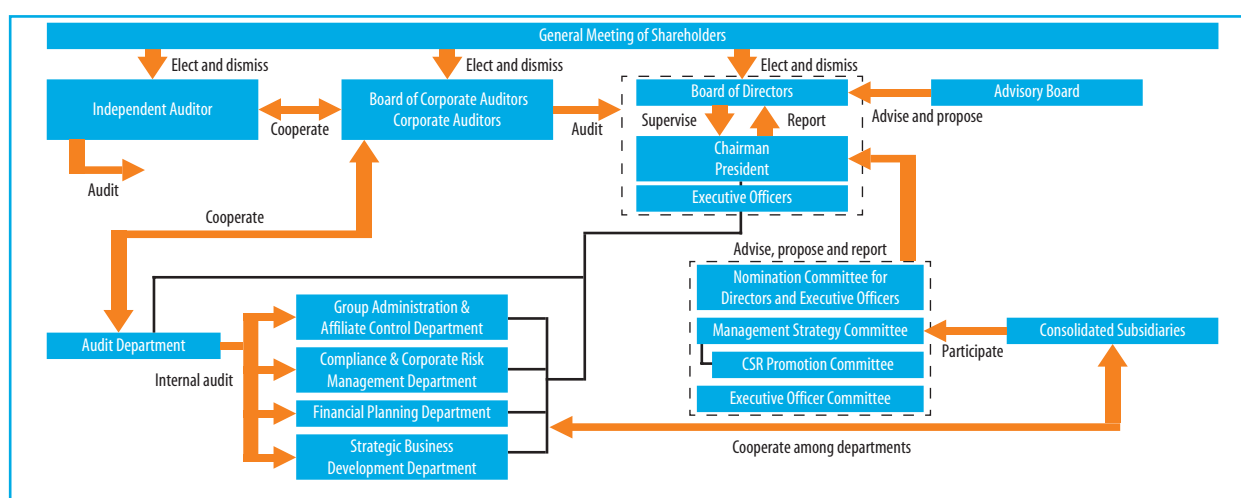 General Meeting of Shareholders
Elect and dismiss
Elect and dismiss
Elect and dismiss
Independent Auditor
Cooperate
Board of Corporate Auditors
Corporate Auditors
Audit
Board of Directors
Advisory Board
Advise and propose
Supervise
Report
Chairman
President
Executive Officers
Audit
Cooperate
Advise, propose and report
Nomination Committee for
Directors and Executive Officers
Management Strategy Committee
CSR Promotion Committee
Executive Officer Committee
Consolidated Subsidiaries
Participate
Audit Department
Internal audit
Group Administration &
Affiliate Control Department
Compliance & Corporate Risk
Management Department
Financial Planning Department
Strategic Business
Development Department
Cooperate among departments